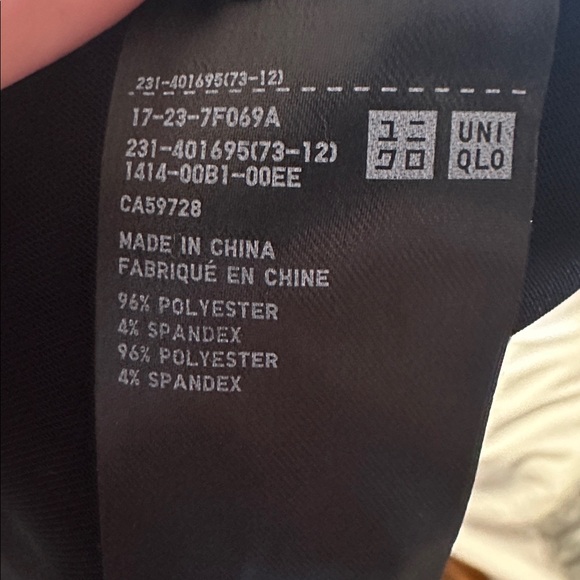 231-401695(73-12)
17-23-7F069A
231-401695(73-12)
1414-00B1-00EE
ユニ
クロ
UNI
QLO
CA59728
MADE IN CHINA
FABRIQUÉ EN CHINE
96% POLYESTER
4% SPANDEX
96% POLYESTER
4% SPANDEX